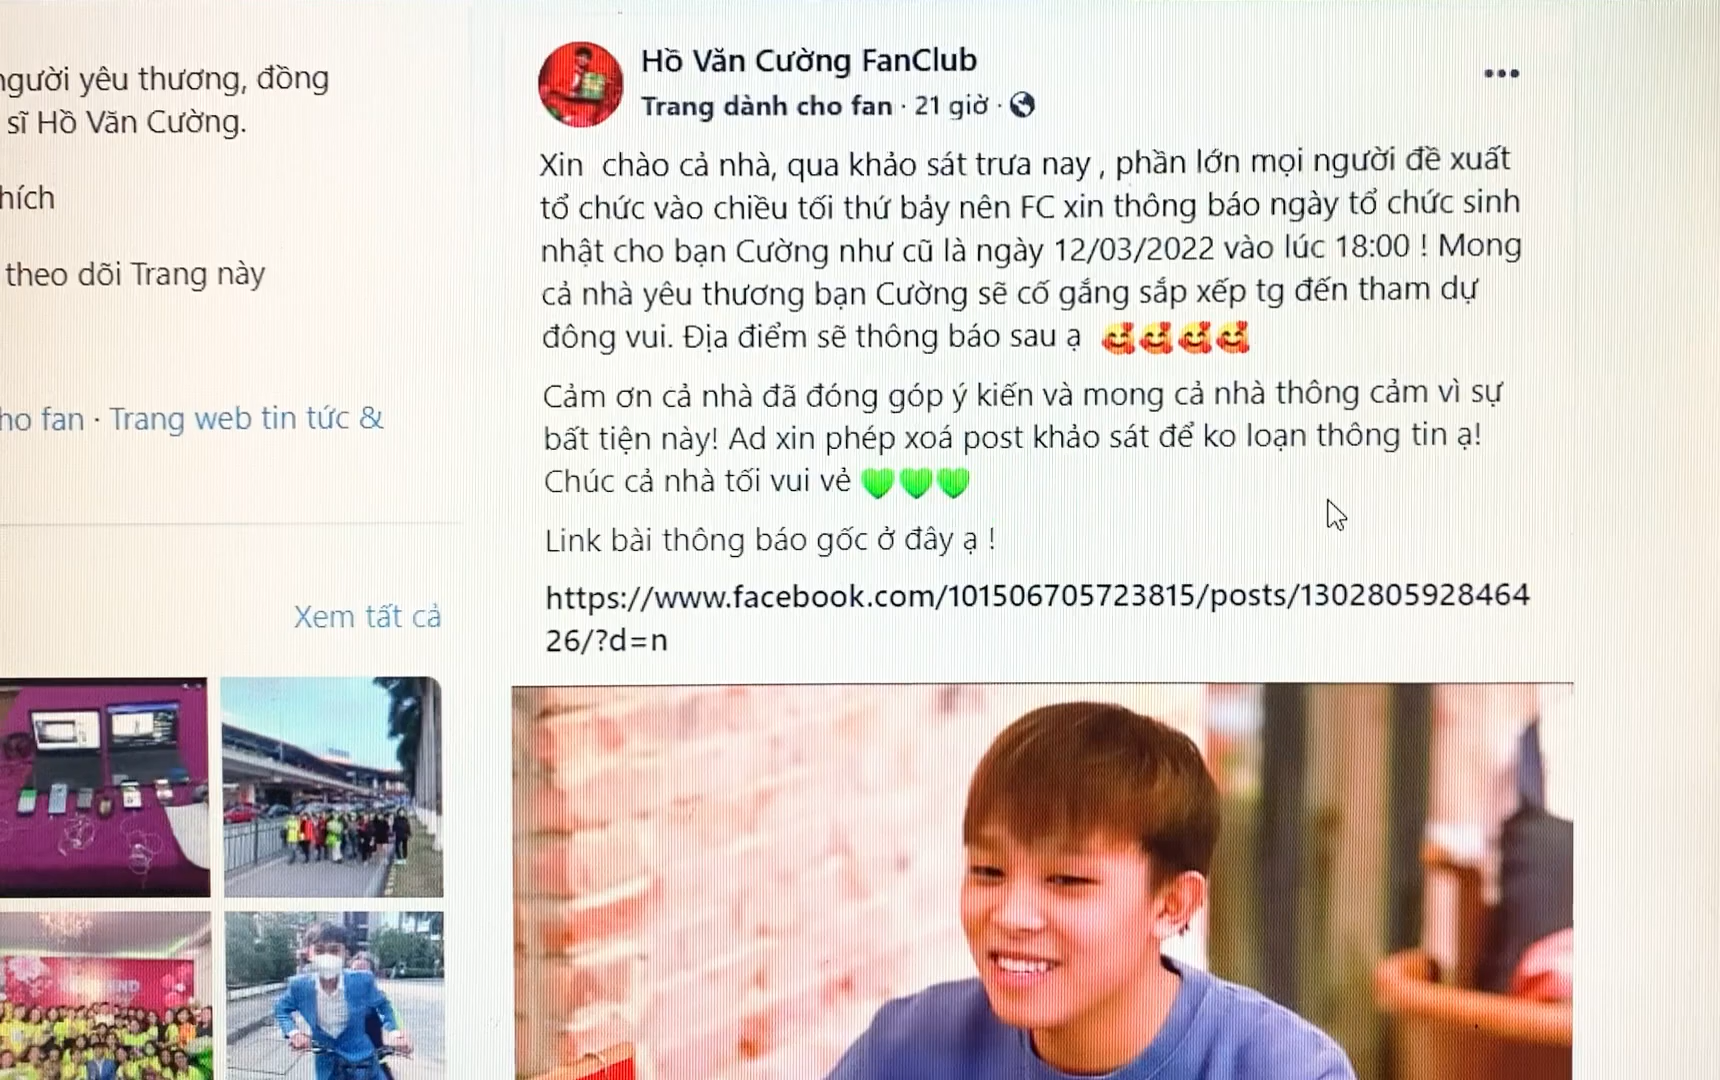 người yêu thương, đồng
sĩ Hồ Văn Cường.
hích
theo dõi Trang này
ho fan · Trang web tin tức &
Xem tất cả
Hồ Văn Cường FanClub
Trang dành cho fan · 21 giờ ·
Xin chào cả nhà, qua khảo sát trưa nay , phần lớn mọi người đề xuất
tổ chức vào chiều tối thứ bảy nên FC xin thông báo ngày tổ chức sinh
nhật cho bạn Cường như cũ là ngày 12/03/2022 vào lúc 18:00 ! Mong
cả nhà yêu thương bạn Cường sẽ cố gắng sắp xếp tg đến tham dự
đông vui. Địa điểm sẽ thông báo sau ạ 🥰🥰🥰🥰
Cảm ơn cả nhà đã đóng góp ý kiến và mong cả nhà thông cảm vì sự
bất tiện này! Ad xin phép xoá post khảo sát để ko loạn thông tin ạ!
Chúc cả nhà tối vui vẻ 💚💚💚
Link bài thông báo gốc ở đây ạ !
https://www.facebook.com/101506705723815/posts/1302805928464
26/?d=n